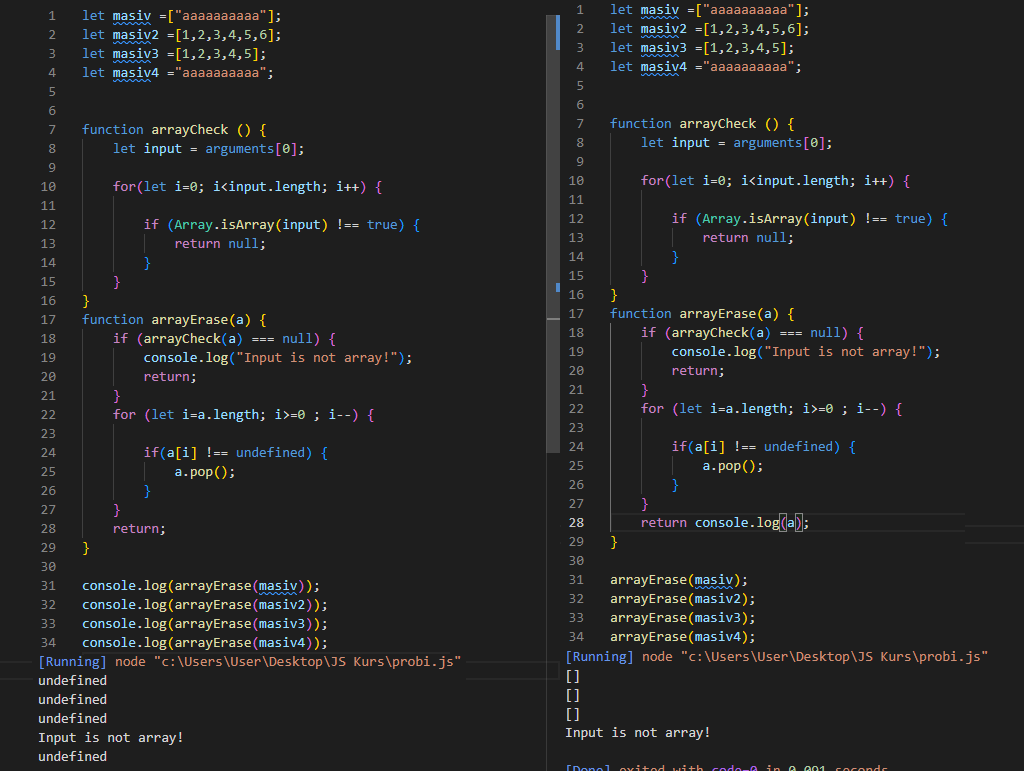 1 let masiv =["aaaaaaaaaa"];
2 let masiv2 =[1,2,3,4,5,6];
3 let masiv3 =[1,2,3,4,5];
4 let masiv4 ="aaaaaaaaaa";
5
6
7 function arrayCheck () {
8 let input = arguments[0];
9
10 for(let i=0; i<input.length; i++) {
11
12 if (Array.isArray(input) !== true) {
13 return null;
14 }
15 }
16 }
17 function arrayErase(a) {
18 if (arrayCheck(a) === null) {
19 console.log("Input is not array!");
20 return;
21 }
22 for (let i=a.length; i>=0 ; i--) {
23
24 if(a[i] !== undefined) {
25 a.pop();
26 }
27 }
28 return;
29 }
30
31 console.log(arrayErase(masiv));
32 console.log(arrayErase(masiv2));
33 console.log(arrayErase(masiv3));
34 console.log(arrayErase(masiv4));
[Running] node "c:\Users\User\Desktop\JS Kurs\probi.js"
undefined
undefined
undefined
Input is not array!
undefined
1 let masiv =["aaaaaaaaaa"];
2 let masiv2 =[1,2,3,4,5,6];
3 let masiv3 =[1,2,3,4,5];
4 let masiv4 ="aaaaaaaaaa";
5
6
7 function arrayCheck () {
8 let input = arguments[0];
9
10 for(let i=0; i<input.length; i++) {
11
12 if (Array.isArray(input) !== true) {
13 return null;
14 }
15 }
16 }
17 function arrayErase(a) {
18 if (arrayCheck(a) === null) {
19 console.log("Input is not array!");
20 return;
21 }
22 for (let i=a.length; i>=0 ; i--) {
23
24 if(a[i] !== undefined) {
25 a.pop();
26 }
27 }
28 return console.log(a);
29 }
30
31 arrayErase(masiv);
32 arrayErase(masiv2);
33 arrayErase(masiv3);
34 arrayErase(masiv4);
[Running] node "c:\Users\User\Desktop\JS Kurs\probi.js"
[]
[]
[]
Input is not array!
[Done] exited with code=0 in 0.091 seconds